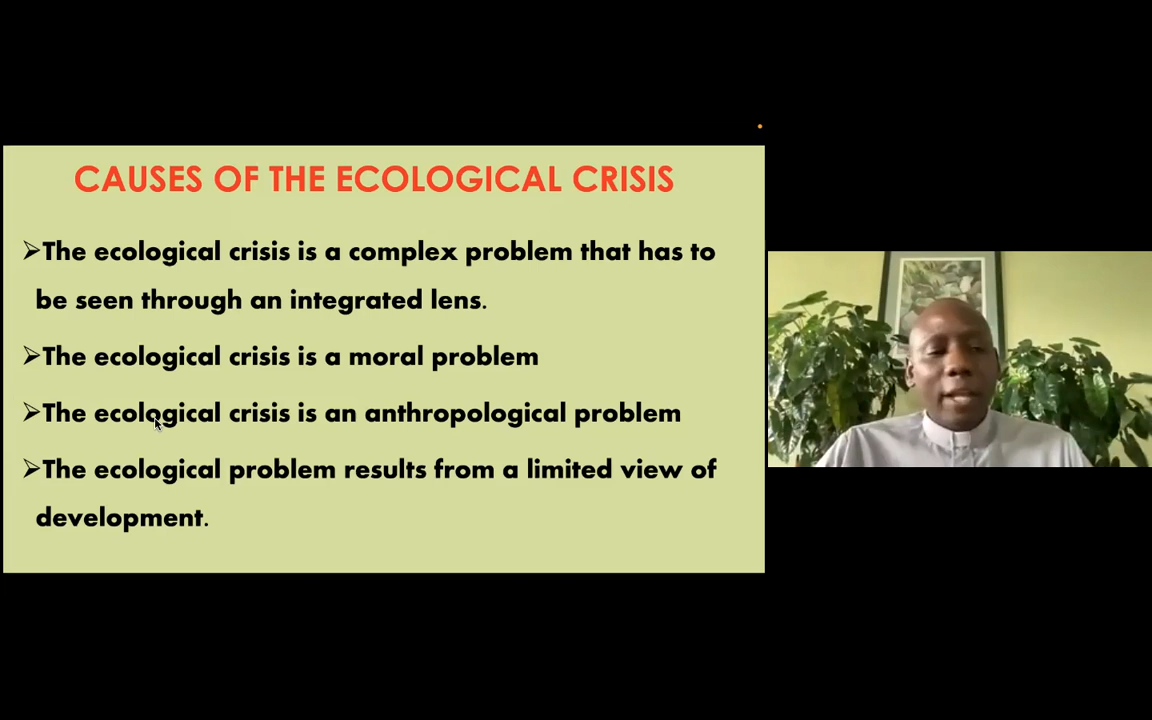 CAUSES OF THE ECOLOGICAL CRISIS
➢The ecological crisis is a complex problem that has to
be seen through an integrated lens.
➢The ecological crisis is a moral problem
➢The ecological crisis is an anthropological problem
➢The ecological problem results from a limited view of
development.